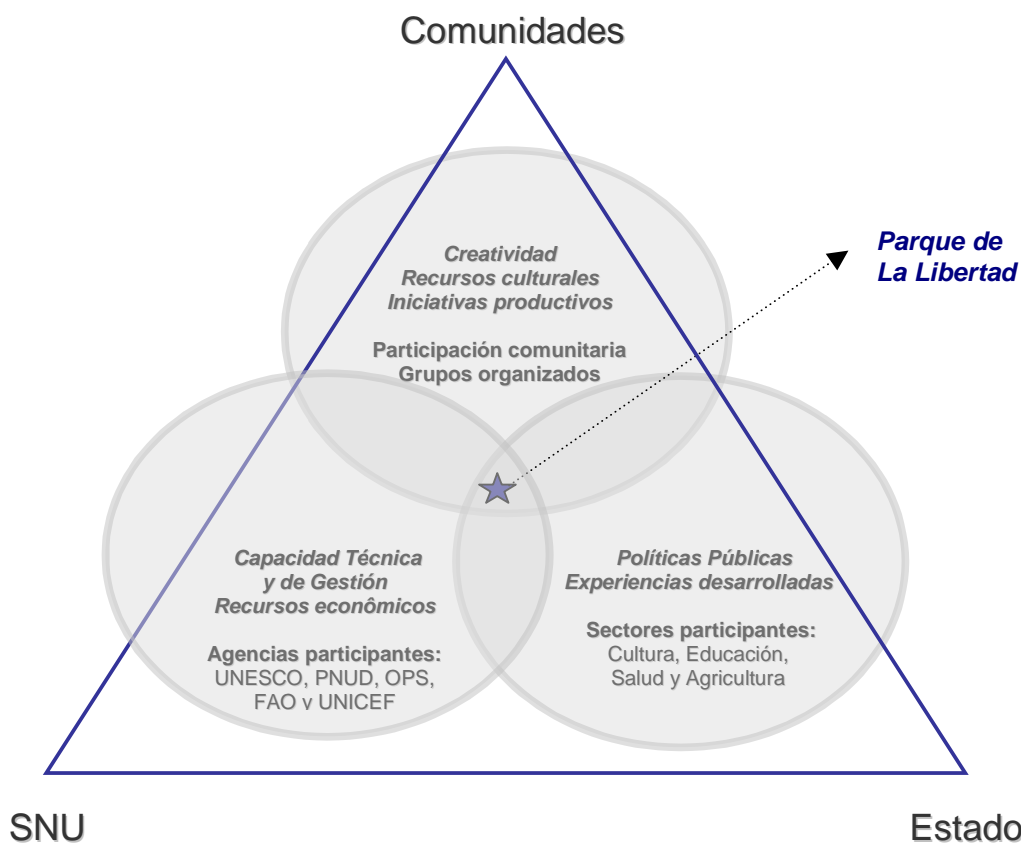 Comunidades
Parque de
La Libertad
Creatividad
Recursos culturales
Iniciativas productivos
Participación comunitaria
Grupos organizados
Capacidad Técnica
y de Gestión
Recursos econômicos
Agencias participantes:
UNESCO, PNUD, OPS,
FAO y UNICEF
Políticas Públicas
Experiencias desarrolladas
Sectores participantes:
Cultura, Educación,
Salud y Agricultura
SNU
Estado